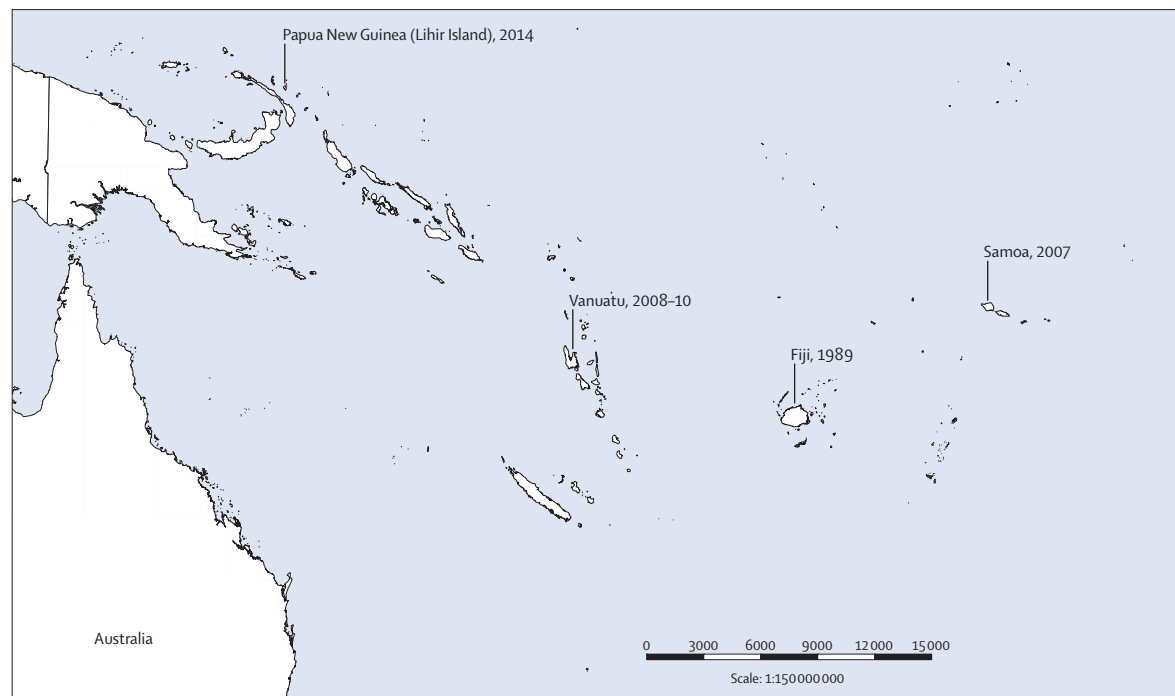 Papua New Guinea (Lihir Island), 2014
Samoa, 2007
Vanuatu, 2008–10
Fiji, 1989
Australia
0 3000 6000 9000 12 000 15 000
Scale: 1:150 000 000